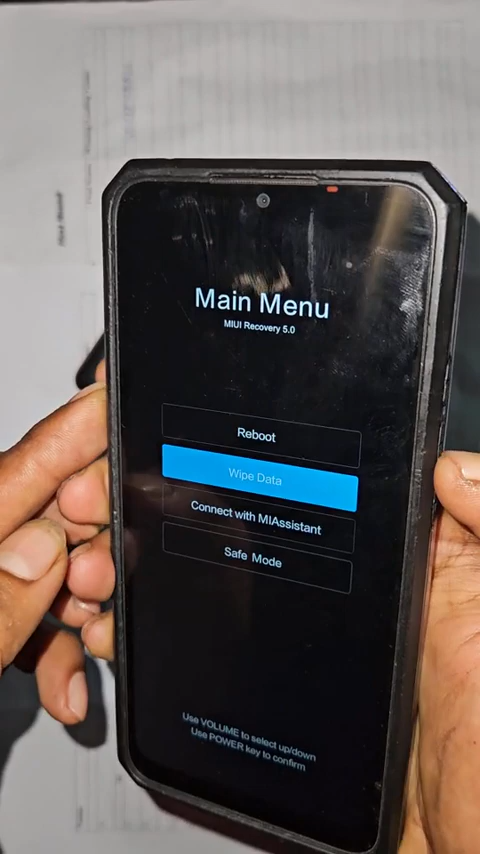 Main Menu
MIUI Recovery 5.0
Reboot
Wipe Data
Connect with MIAssistant
Safe Mode
Use VOLUME to select up/down
Use POWER key to confirm